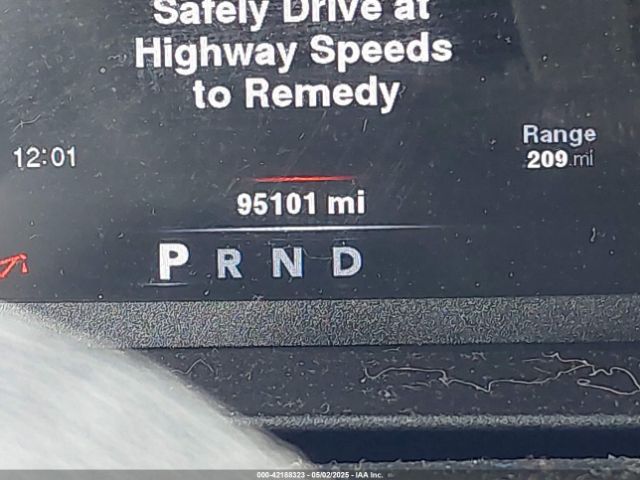 Safely Drive at
Highway Speeds
to Remedy
Range
12:01
209 mi
95101 mi
P R N D
000-42188323 - 05/02/2025 - IAA Inc.